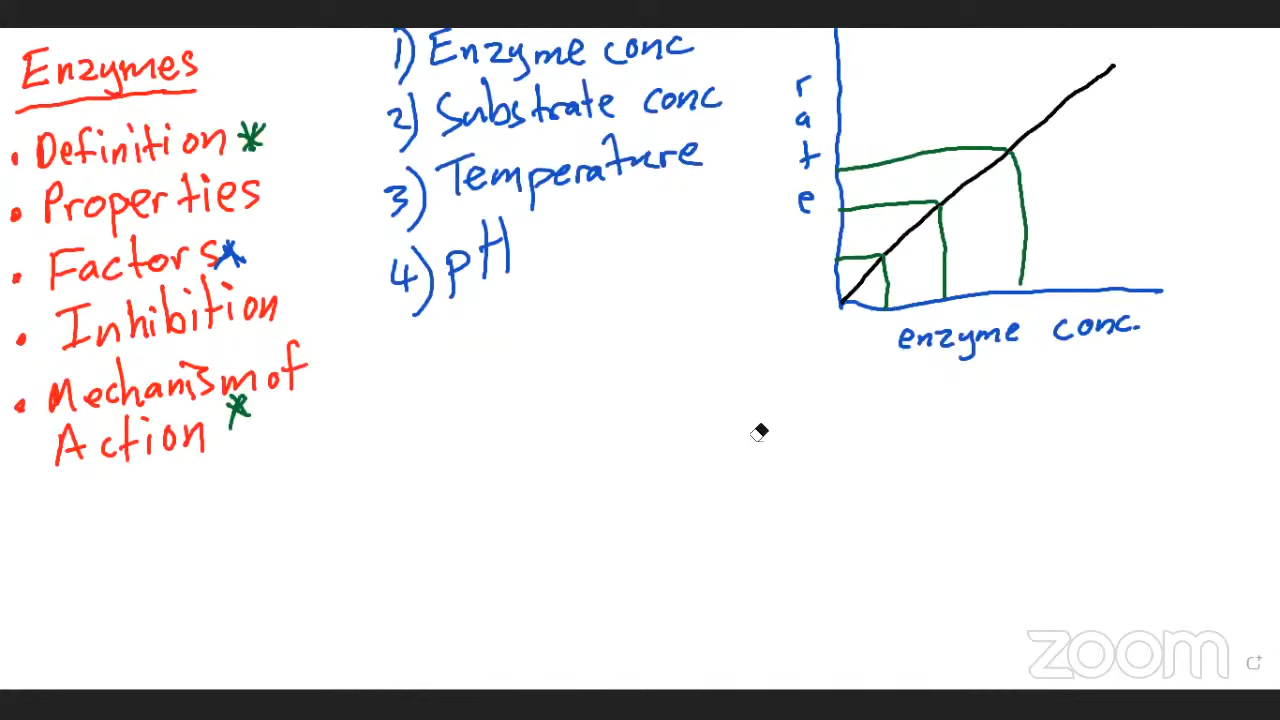 Enzymes
• Definition *
• Properties
• Factors *
• Inhibition
• Mechanism of
Action *
1) Enzyme conc
2) Substrate conc
3) Temperature
4) pH
rate
enzyme conc.
zoom